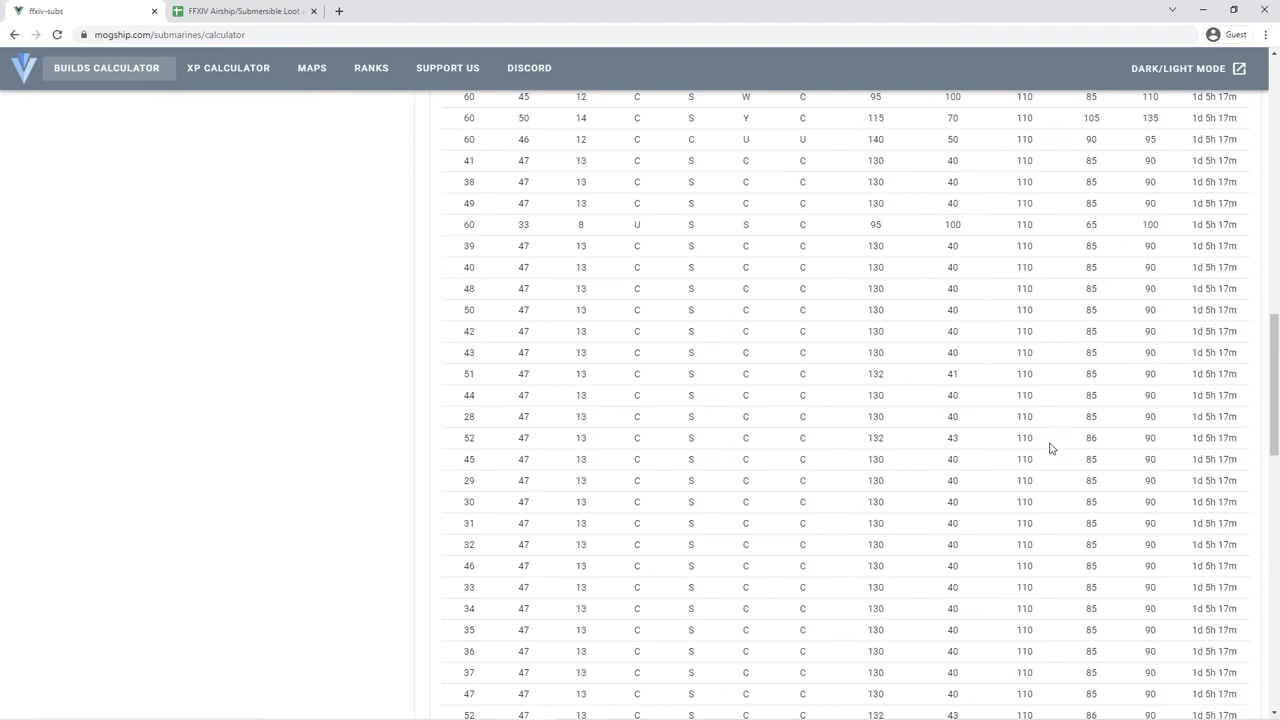 ffxiv-subs
FFXIV Airship/Submersible Loot
mogship.com/submarines/calculator
Guest
BUILDS CALCULATOR XP CALCULATOR MAPS RANKS SUPPORT US DISCORD DARK/LIGHT MODE
60 45 12 C S W C 95 100 110 85 110 1d 5h 17m
60 50 14 C S Y C 115 70 110 105 135 1d 5h 17m
60 46 12 C C U U 140 50 110 90 95 1d 5h 17m
41 47 13 C S C C 130 40 110 85 90 1d 5h 17m
38 47 13 C S C C 130 40 110 85 90 1d 5h 17m
49 47 13 C S C C 130 40 110 85 90 1d 5h 17m
60 33 8 U S S C 95 100 110 65 100 1d 5h 17m
39 47 13 C S C C 130 40 110 85 90 1d 5h 17m
40 47 13 C S C C 130 40 110 85 90 1d 5h 17m
48 47 13 C S C C 130 40 110 85 90 1d 5h 17m
50 47 13 C S C C 130 40 110 85 90 1d 5h 17m
42 47 13 C S C C 130 40 110 85 90 1d 5h 17m
43 47 13 C S C C 130 40 110 85 90 1d 5h 17m
51 47 13 C S C C 132 41 110 85 90 1d 5h 17m
44 47 13 C S C C 130 40 110 85 90 1d 5h 17m
28 47 13 C S C C 130 40 110 85 90 1d 5h 17m
52 47 13 C S C C 132 43 110 86 90 1d 5h 17m
45 47 13 C S C C 130 40 110 85 90 1d 5h 17m
29 47 13 C S C C 130 40 110 85 90 1d 5h 17m
30 47 13 C S C C 130 40 110 85 90 1d 5h 17m
31 47 13 C S C C 130 40 110 85 90 1d 5h 17m
32 47 13 C S C C 130 40 110 85 90 1d 5h 17m
46 47 13 C S C C 130 40 110 85 90 1d 5h 17m
33 47 13 C S C C 130 40 110 85 90 1d 5h 17m
34 47 13 C S C C 130 40 110 85 90 1d 5h 17m
35 47 13 C S C C 130 40 110 85 90 1d 5h 17m
36 47 13 C S C C 130 40 110 85 90 1d 5h 17m
37 47 13 C S C C 130 40 110 85 90 1d 5h 17m
47 47 13 C S C C 130 40 110 85 90 1d 5h 17m
52 47 13 C S C C 132 43 110 86 90 1d 5h 17m